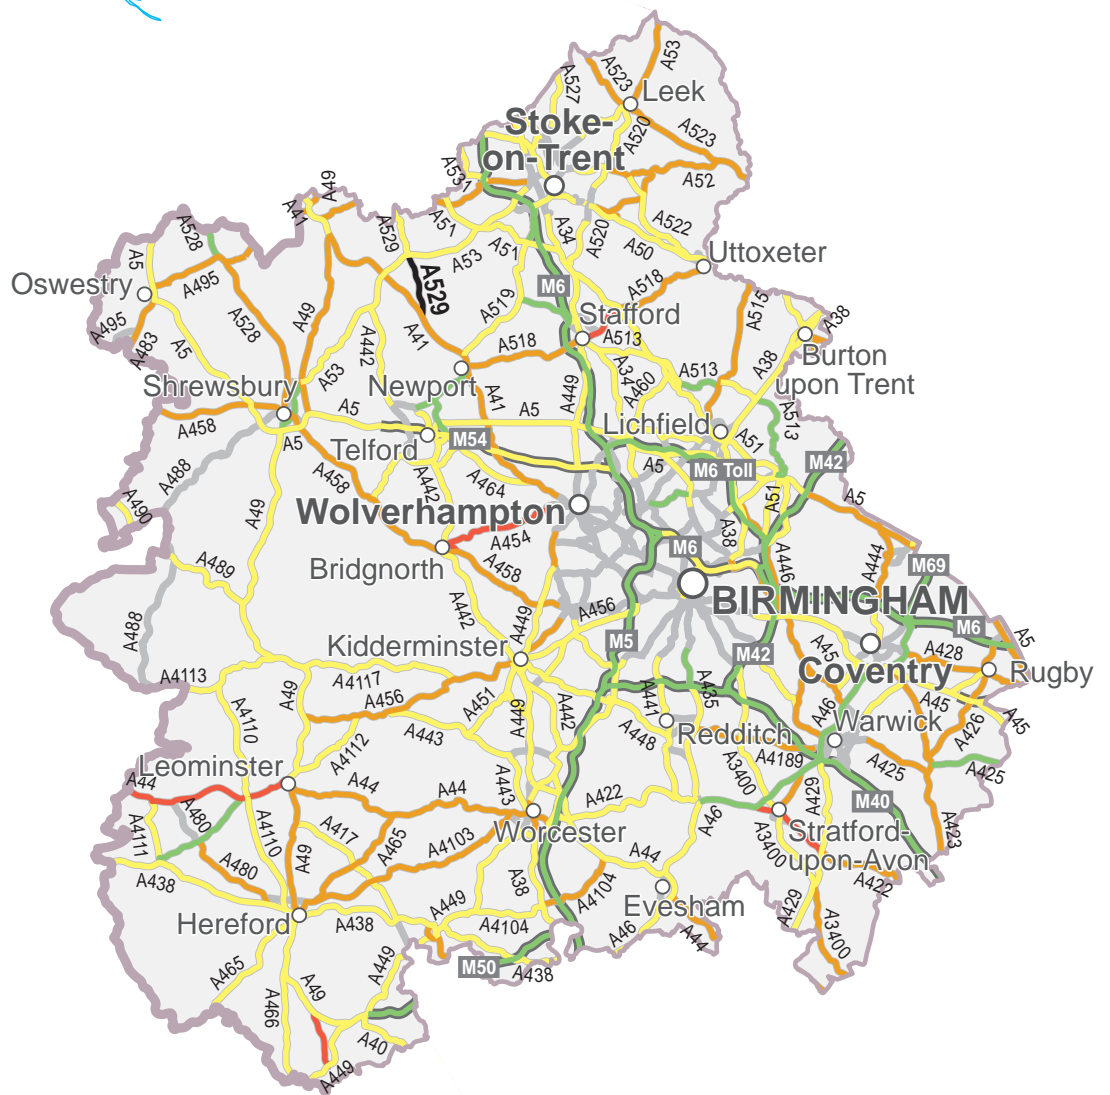 A53
A523
A527
Leek
Stoke-
on-Trent
A520
A523
A531
A52
A49
A41
A529
A51
A34
A520
A522
A528
A5
A53
A51
A50
Uttoxeter
Oswestry
A495
A529
M6
A518
A519
A515
A495
A483
A5
A528
A49
A41
A442
Stafford
A38
A518
A513
A38
Burton
upon Trent
A53
Shrewsbury
Newport
A34
A460
A513
A449
A41
A458
A5
A5
A5
Lichfield
A51
A513
Telford
M54
A488
A458
A442
A464
A5
M6 Toll
M42
A490
A49
Wolverhampton
A51
A5
A454
A38
Bridgnorth
M6
A446
A444
M69
A489
A458
BIRMINGHAM
A488
A442
A449
A456
M6
A5
Kidderminster
M5
M42
A45
Coventry
A428
Rugby
A4113
A49
A4117
A456
A451
A449
A442
A441
A435
A46
A45
A45
A426
A4110
A443
A448
Redditch
Warwick
A4112
A4189
A425
A425
Leominster
A44
A44
A44
A443
A422
A3400
A429
M40
A480
A4111
A4110
A417
A465
A4103
Worcester
A46
A3400
Stratford-
upon-Avon
A423
A49
A480
A438
A44
A422
A38
A4104
Evesham
A429
Hereford
A438
A449
A4104
A46
A44
A3400
A465
A449
M50
A438
A49
A466
A40
A449